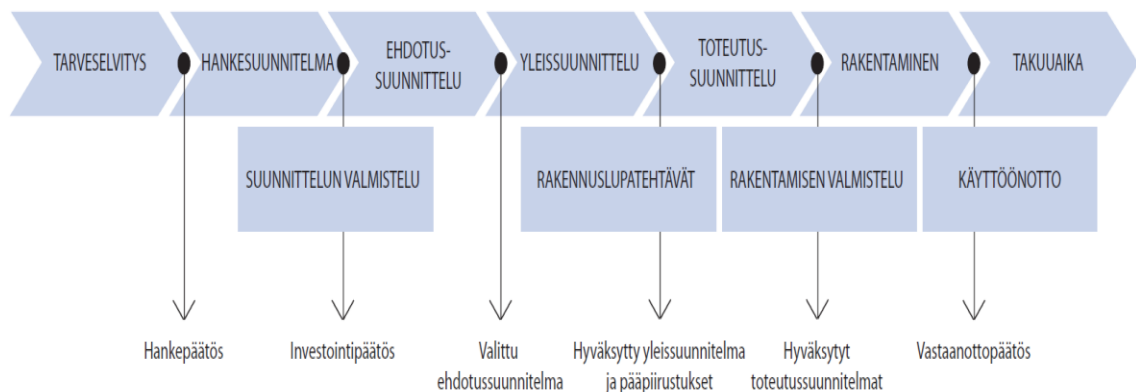 TARVESELVITYS
HANKESUUNNITELMA
EHDOTUS-
SUUNNITTELU
YLEISSUUNNITTELU
TOTEUTUS-
SUUNNITTELU
RAKENTAMINEN
TAKUUAIKA
SUUNNITTELUN VALMISTELU
RAKENNUSLUPATEHTÄVÄT
RAKENTAMISEN VALMISTELU
KÄYTTÖÖNOTTO
Hankepäätös
Investointipäätös
Valittu
ehdotussuunnitelma
Hyväksytty yleissuunnitelma
ja pääpiirustukset
Hyväksytyt
toteutussuunnitelmat
Vastaanottopäätös